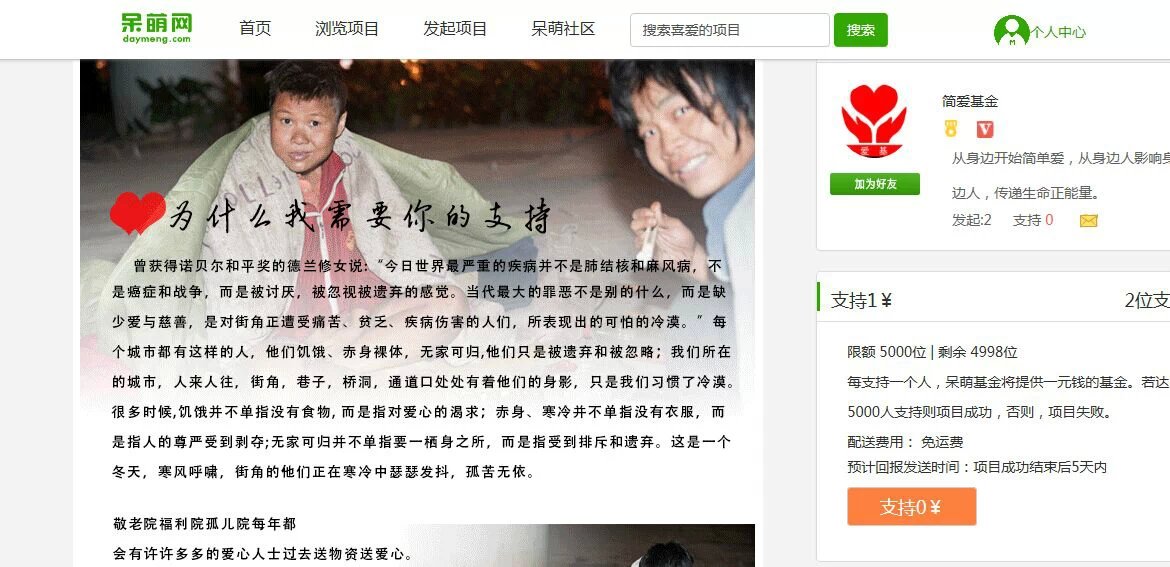 呆萌网
daymeng.com
首页
浏览项目
发起项目
呆萌社区
搜索喜爱的项目
搜索
个人中心
为什么我需要你的支持
曾获得诺贝尔和平奖的德兰修女说:“今日世界最严重的疾病并不是肺结核和麻风病，不
是癌症和战争，而是被讨厌，被忽视被遗弃的感觉。当代最大的罪恶不是别的什么，而是缺
少爱与慈善，是对街角正遭受痛苦、贫乏、疾病伤害的人们，所表现出的可怕的冷漠。”每
个城市都有这样的人，他们饥饿、赤身裸体，无家可归,他们只是被遗弃和被忽略；我们所在
的城市，人来人往，街角，巷子，桥洞，通道口处处有着他们的身影，只是我们习惯了冷漠。
很多时候,饥饿并不单指没有食物,而是指对爱心的渴求；赤身、寒冷并不单指没有衣服，而
是指人的尊严受到剥夺;无家可归并不单指要一栖身之所，而是指受到排斥和遗弃。这是一个
冬天，寒风呼啸，街角的他们正在寒冷中瑟瑟发抖，孤苦无依。
敬老院福利院孤儿院每年都
会有许许多多的爱心人士过去送物资送爱心。
爱 基
简爱基金
V
加为好友
从身边开始简单爱，从身边人影响身
边人，传递生命正能量。
发起:2 支持 0
支持1￥
2位支
限额 5000位 | 剩余 4998位
每支持一个人，呆萌基金将提供一元钱的基金。若达
5000人支持则项目成功，否则，项目失败。
配送费用： 免运费
预计回报发送时间：项目成功结束后5天内
支持0￥